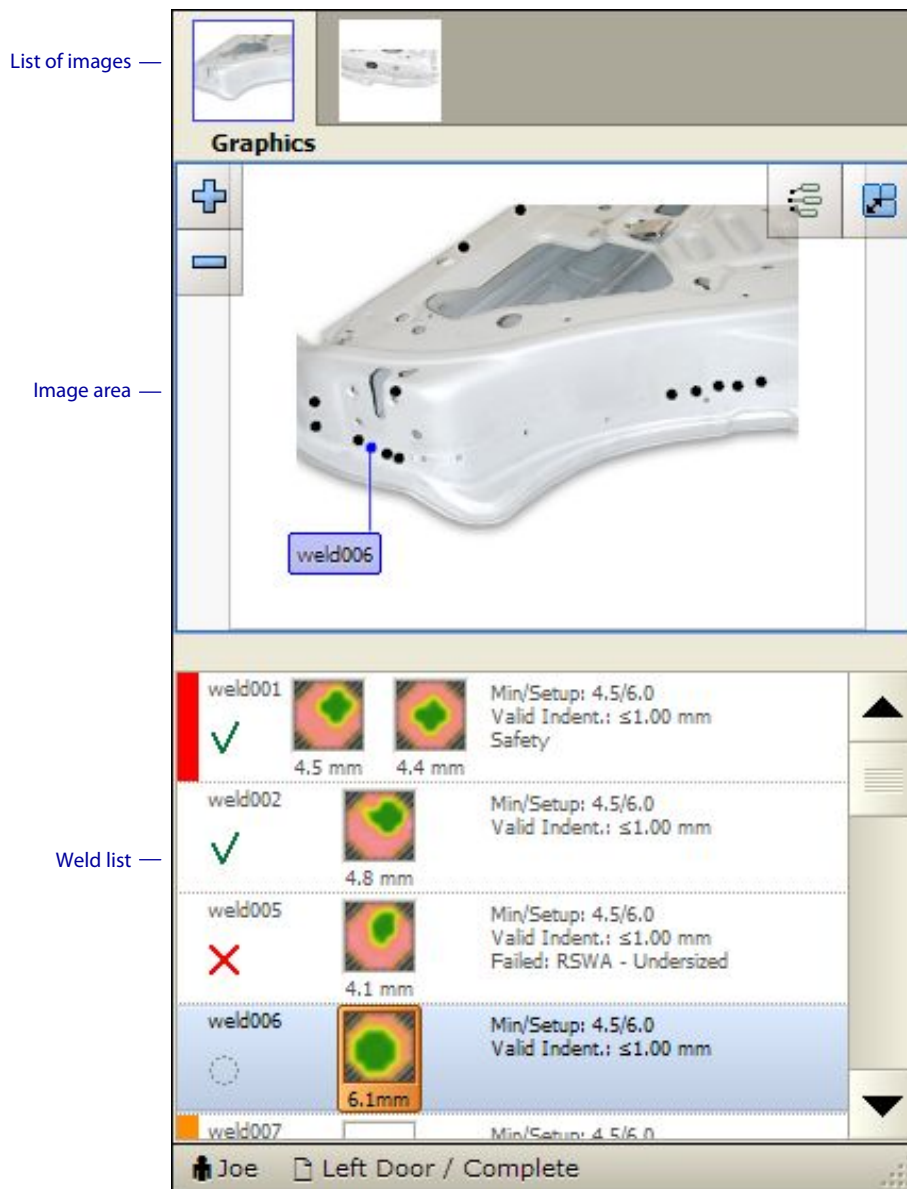 List of images
Graphics
Image area
weld006
weld001
4.5 mm
4.4 mm
Min/Setup: 4.5/6.0
Valid Indent.: ≤1.00 mm
Safety
weld002
4.8 mm
Min/Setup: 4.5/6.0
Valid Indent.: ≤1.00 mm
Weld list
weld005
4.1 mm
Min/Setup: 4.5/6.0
Valid Indent.: ≤1.00 mm
Failed: RSWA - Undersized
weld006
6.1mm
Min/Setup: 4.5/6.0
Valid Indent.: ≤1.00 mm
weld007
Min/Setup: 4.5/6.0
Joe
Left Door / Complete